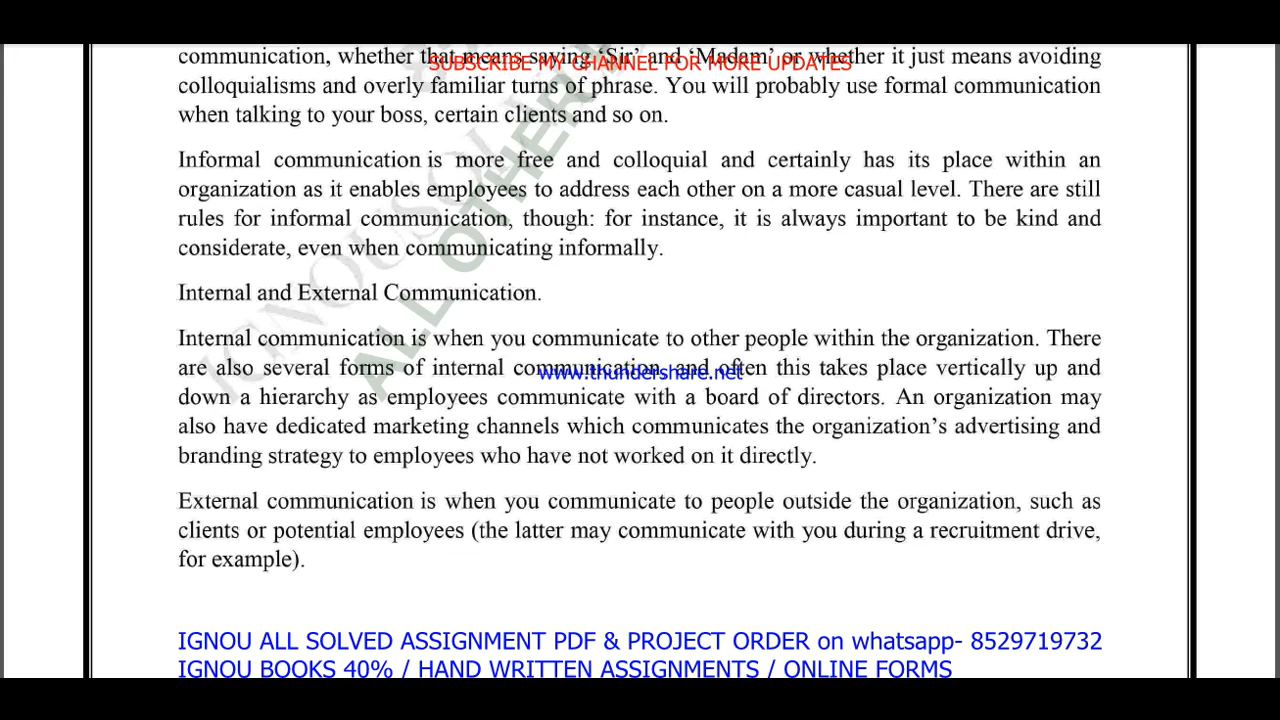 communication, whether that means saying ‘Sir’ and ‘Madam’ or whether it just means avoiding
SUBSCRIBE MY CHANNEL FOR MORE UPDATES
colloquialisms and overly familiar turns of phrase. You will probably use formal communication
when talking to your boss, certain clients and so on.
Informal communication is more free and colloquial and certainly has its place within an
organization as it enables employees to address each other on a more casual level. There are still
rules for informal communication, though: for instance, it is always important to be kind and
considerate, even when communicating informally.
Internal and External Communication.
Internal communication is when you communicate to other people within the organization. There
are also several forms of internal communication, and often this takes place vertically up and
www.thundershare.net
down a hierarchy as employees communicate with a board of directors. An organization may
also have dedicated marketing channels which communicates the organization’s advertising and
branding strategy to employees who have not worked on it directly.
External communication is when you communicate to people outside the organization, such as
clients or potential employees (the latter may communicate with you during a recruitment drive,
for example).
IGNOU ALL SOLVED ASSIGNMENT PDF & PROJECT ORDER on whatsapp- 8529719732
IGNOU BOOKS 40% / HAND WRITTEN ASSIGNMENTS / ONLINE FORMS
ALL OTHER